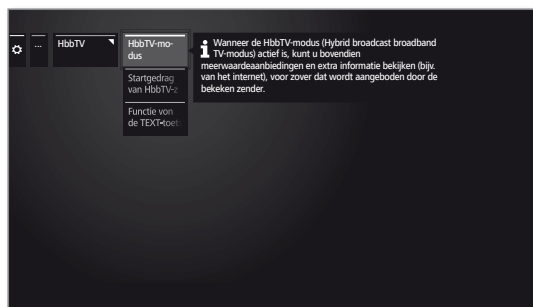 ...
HbbTV
HbbTV-mo-
dus
Wanneer de HbbTV-modus (Hybrid broadcast broadband
TV-modus) actief is, kunt u bovendien
meerwaardeaanbiedingen en extra informatie bekijken (bijv.
van het internet), voor zover dat wordt aangeboden door de
bekeken zender.
Startgedrag
van HbbTV-z
Functie von
de TEXT-toet